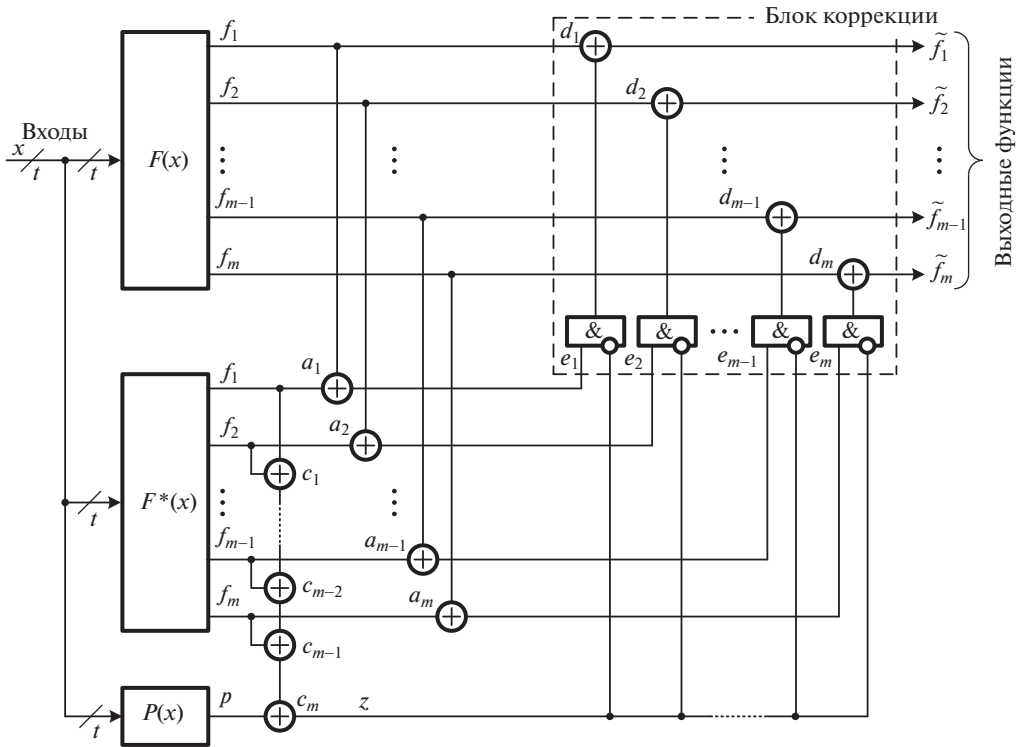 Блок коррекции
f₁ d₁ f̃₁
f₂ d₂ f̃₂
Входы
x t t F(x) ⋮ ⋮ ⋮ ⋮
fₘ₋₁ dₘ₋₁ f̃ₘ₋₁
fₘ dₘ f̃ₘ
Выходные функции
& & ⋯ & &
e₁ e₂ eₘ₋₁ eₘ
f₁ a₁
f₂ a₂
c₁
t F*(x) ⋮ ⋮
fₘ₋₁ aₘ₋₁
cₘ₋₂
fₘ aₘ
cₘ₋₁
t P(x) p cₘ z